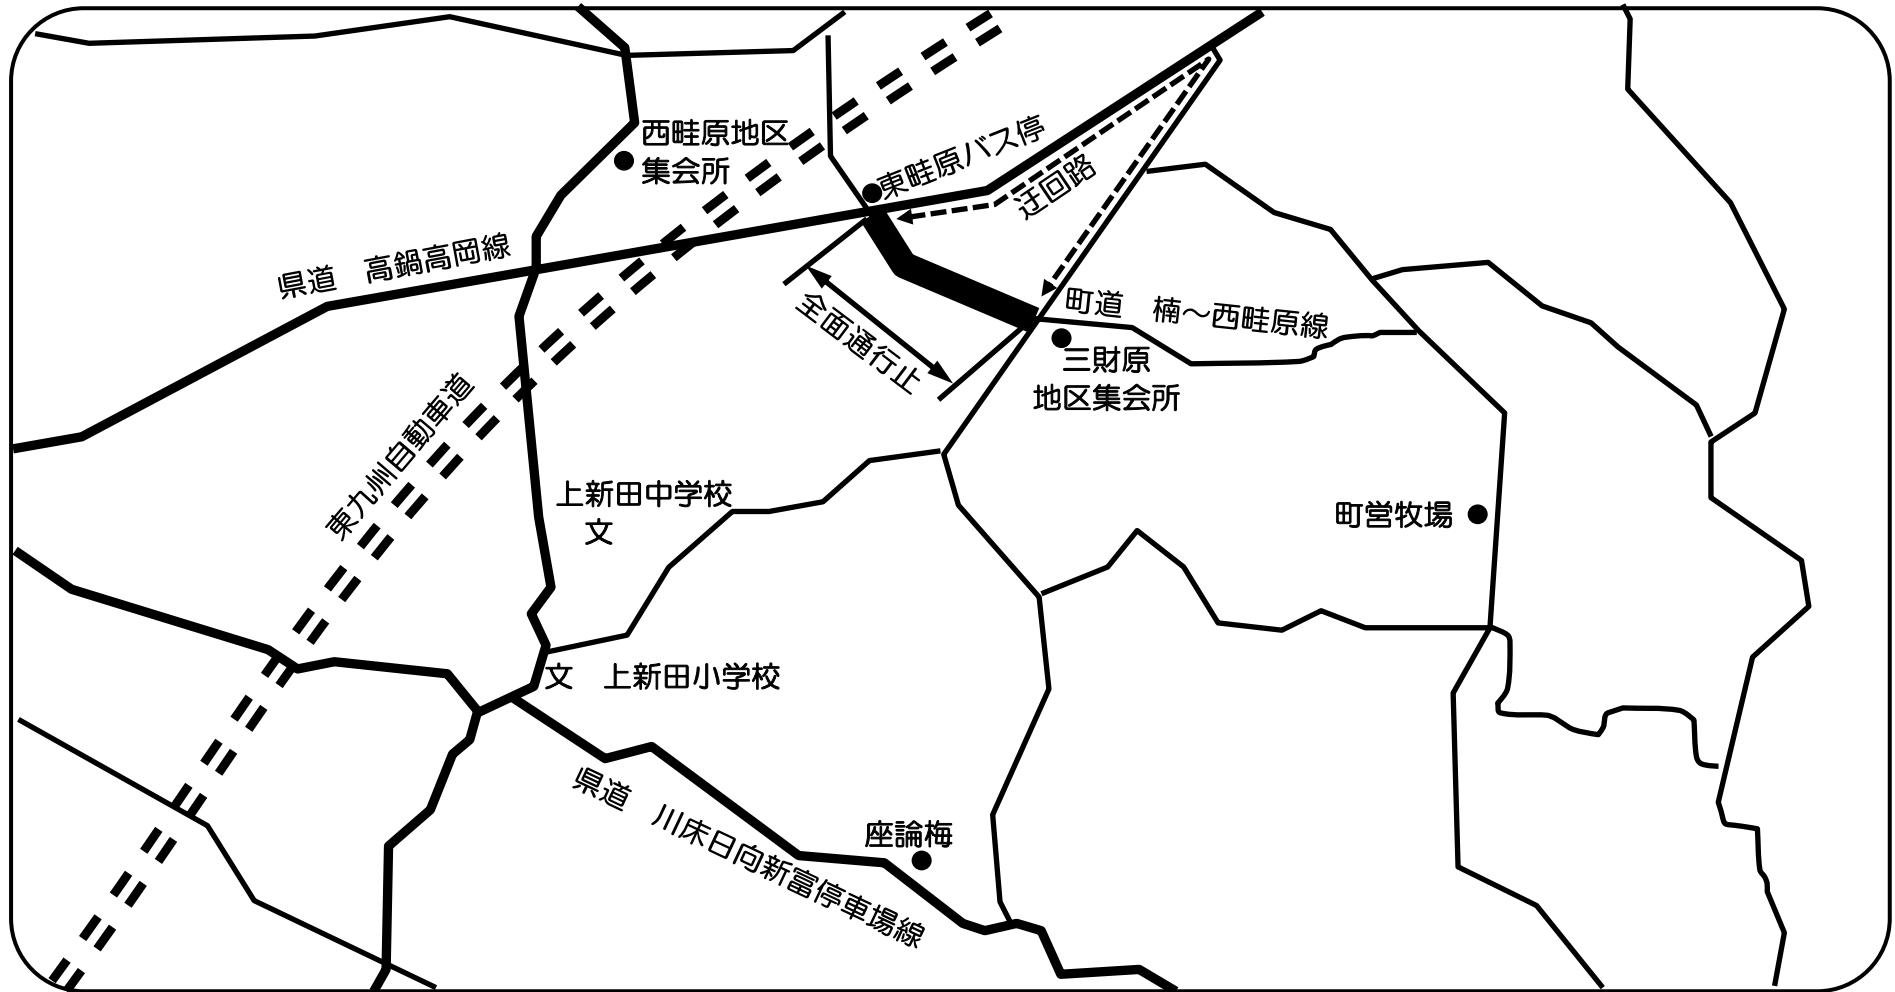 西畦原地区
集会所
東畦原バス停
迂回路
県道　高鍋高岡線
全面通行止
町道　楠～西畦原線
三財原
地区集会所
東九州自動車道
上新田中学校
文
町営牧場
文　上新田小学校
県道　川床日向新富停車場線
座論梅